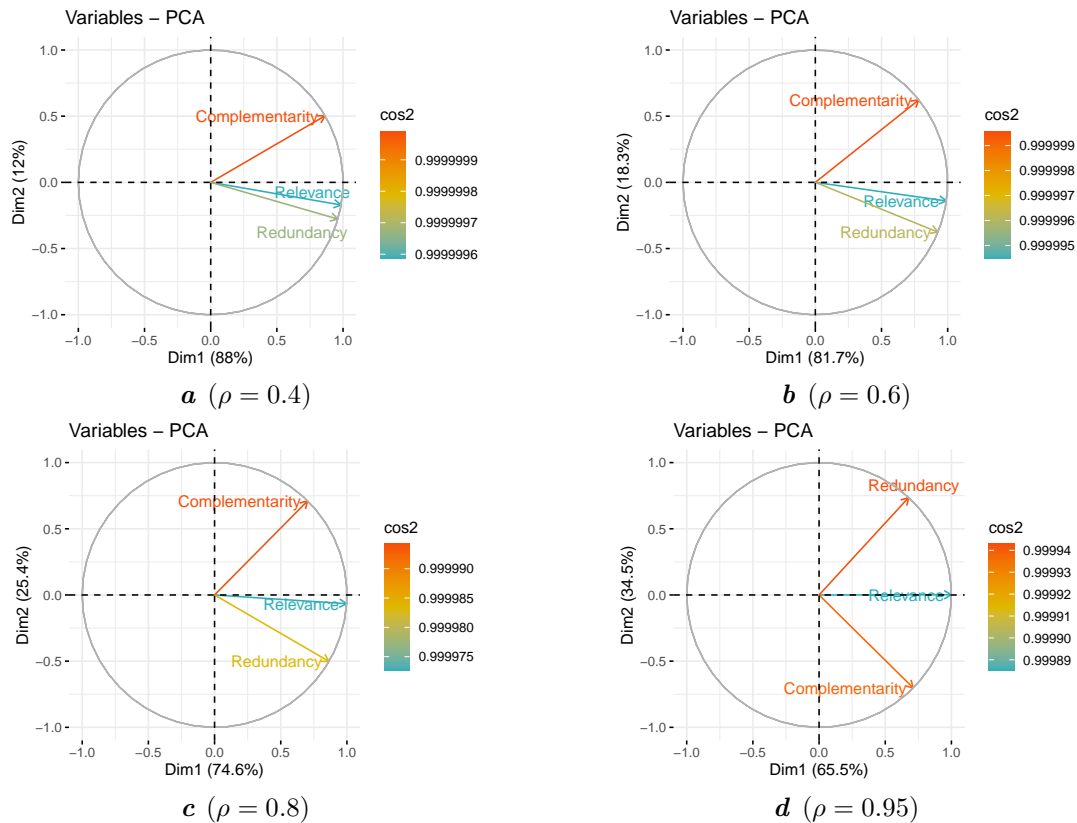 Variables − PCA
1.0
0.5
0.0
−0.5
−1.0
Dim2 (12%)
Complementarity
Relevance
Redundancy
−1.0 −0.5 0.0 0.5 1.0
Dim1 (88%)
cos2
0.9999999
0.9999998
0.9999997
0.9999996
a (ρ = 0.4)
Variables − PCA
1.0
0.5
0.0
−0.5
−1.0
Dim2 (18.3%)
Complementarity
Relevance
Redundancy
−1.0 −0.5 0.0 0.5 1.0
Dim1 (81.7%)
cos2
0.999999
0.999998
0.999997
0.999996
0.999995
b (ρ = 0.6)
Variables − PCA
1.0
0.5
0.0
−0.5
−1.0
Dim2 (25.4%)
Complementarity
Relevance
Redundancy
−1.0 −0.5 0.0 0.5 1.0
Dim1 (74.6%)
cos2
0.999990
0.999985
0.999980
0.999975
c (ρ = 0.8)
Variables − PCA
1.0
0.5
0.0
−0.5
−1.0
Dim2 (34.5%)
Redundancy
Relevance
Complementarity
−1.0 −0.5 0.0 0.5 1.0
Dim1 (65.5%)
cos2
0.99994
0.99993
0.99992
0.99991
0.99990
0.99989
d (ρ = 0.95)